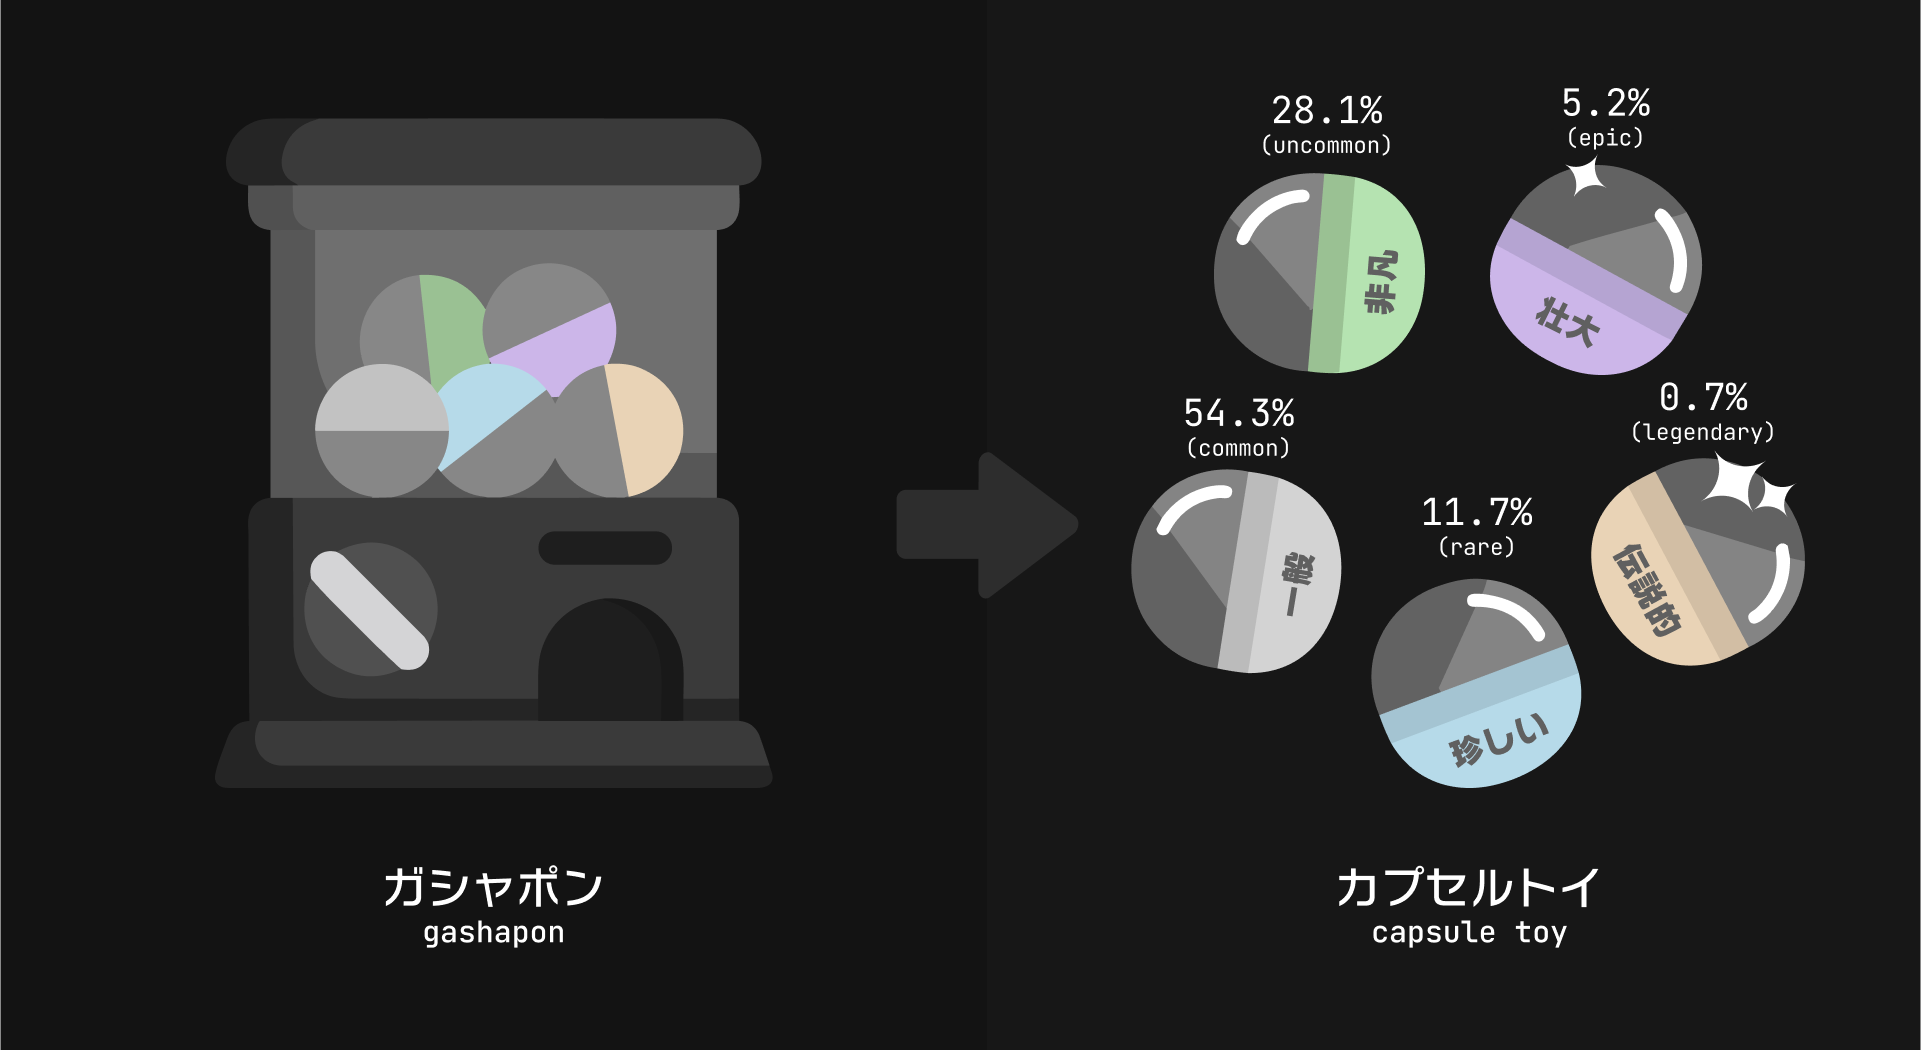 28.1%
(uncommon)
非凡
5.2%
(epic)
壮大
54.3%
(common)
一般
11.7%
(rare)
珍しい
0.7%
(legendary)
伝説的
ガシャポン
gashapon
カプセルトイ
capsule toy